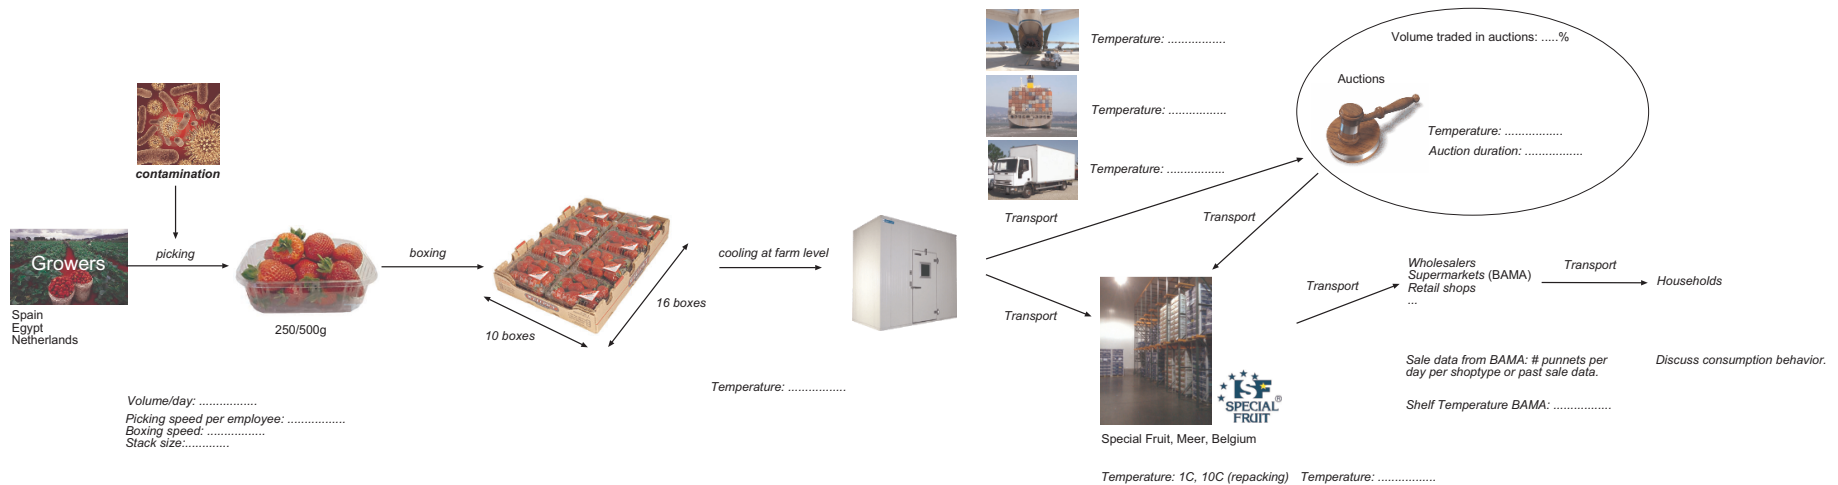 Temperature: .................
Volume traded in auctions: .....%
Auctions
Temperature: .................
Temperature: .................
Auction duration: .................
Temperature: .................
contamination
Transport
Transport
picking
boxing
cooling at farm level
Growers
Wholesalers
Supermarkets (BAMA)
Retail shops
...
Transport
Households
Transport
16 boxes
10 boxes
Transport
Spain
Egypt
Netherlands
250/500g
Sale data from BAMA: # punnets per
day per shoptype or past sale data.
Discuss consumption behavior.
Temperature: .................
Volume/day: .................
Picking speed per employee: .................
Boxing speed: .................
Stack size:.............
Shelf Temperature BAMA: .................
ISF
SPECIAL
FRUIT®
Special Fruit, Meer, Belgium
Temperature: 1C, 10C (repacking)
Temperature: .................